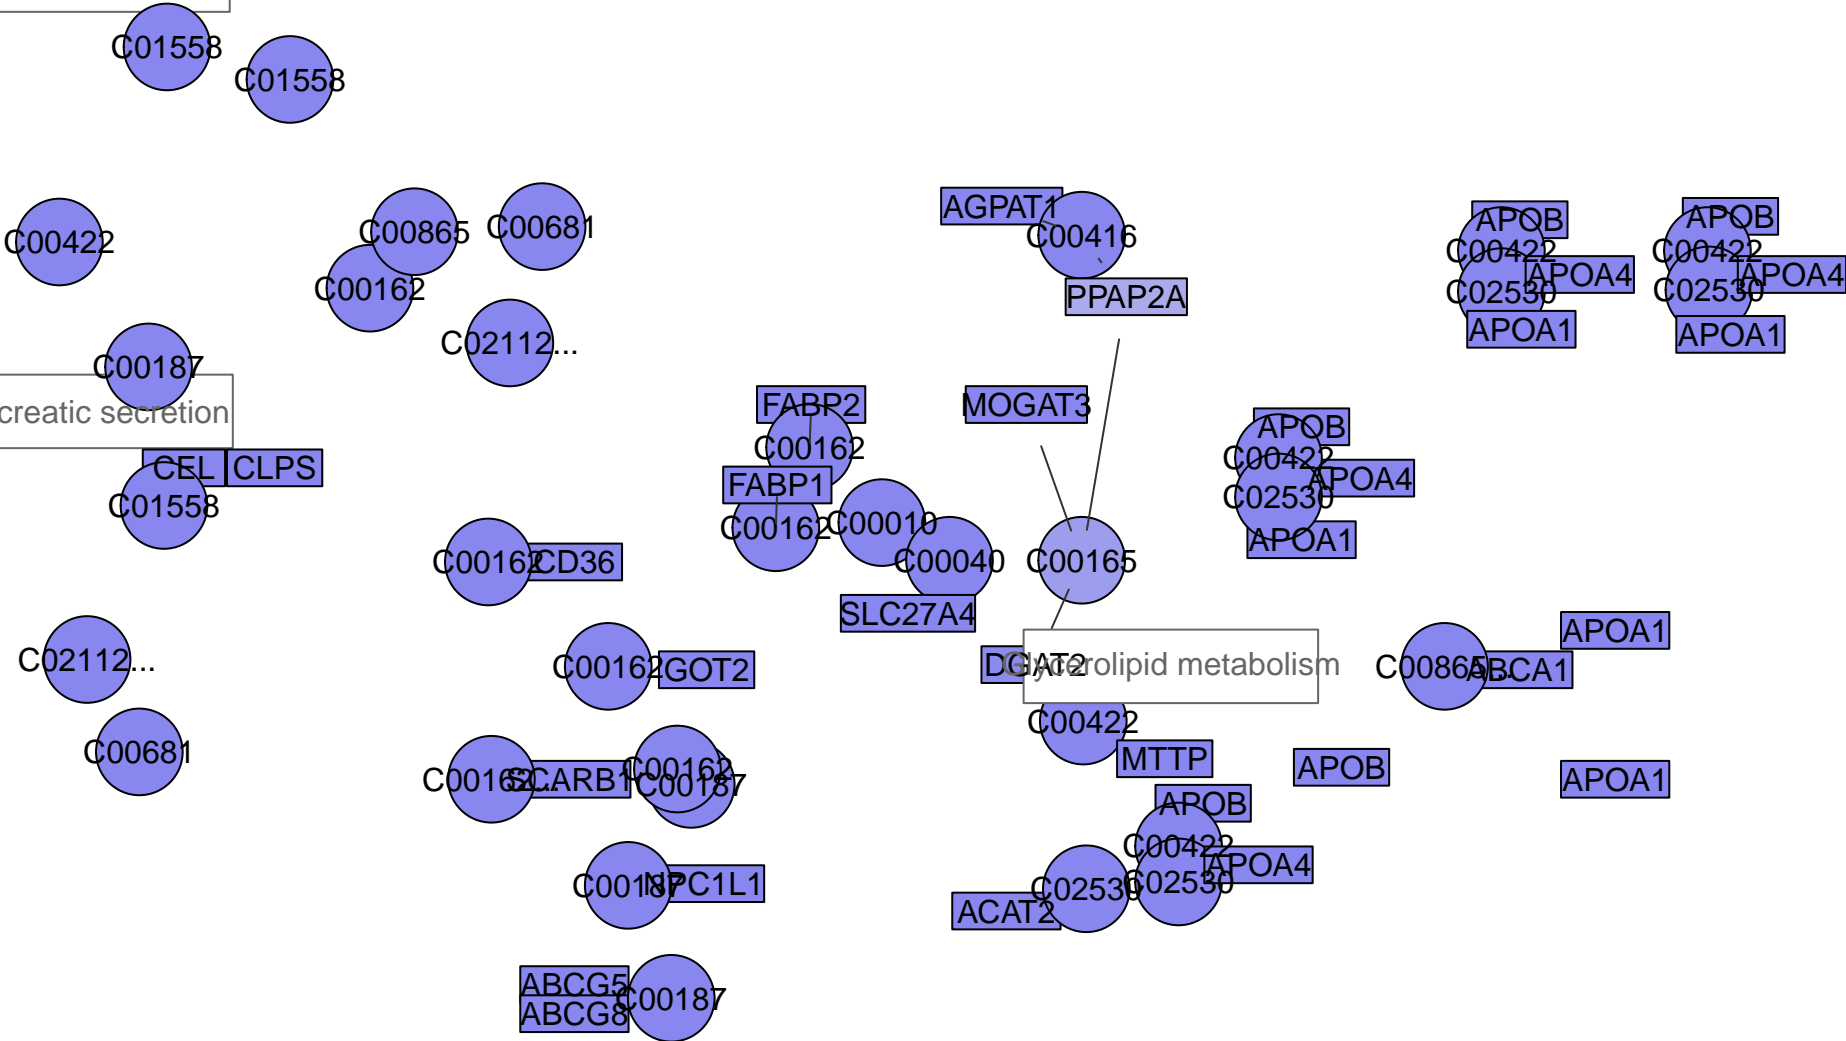 C01558
C01558
C00422
C00865
C00681
C00162
C02112...
C00187
creatic secretion
CEL
CLPS
C01558
AGPAT1
C00416
PPAP2A
APOB
C00422
APOA4
C02530
APOA1
APOB
C00422
APOA4
C02530
APOA1
FABP2
C00162
FABP1
C00162
C00010
C00040
SLC27A4
MOGAT3
C00165
APOB
C00422
APOA4
C02530
APOA1
C00162
CD36
C02112...
C00681
C00162
GOT2
DGAT2
Glycerolipid metabolism
C00422
MTTP
APOB
C00865...
ABCA1
APOA1
APOA1
C00162...
SCARB1
C00162
C00187
APOB
C00422
APOA4
C02530
C02530
ACAT2
C00187
NPC1L1
ABCG5
ABCG8
C00187